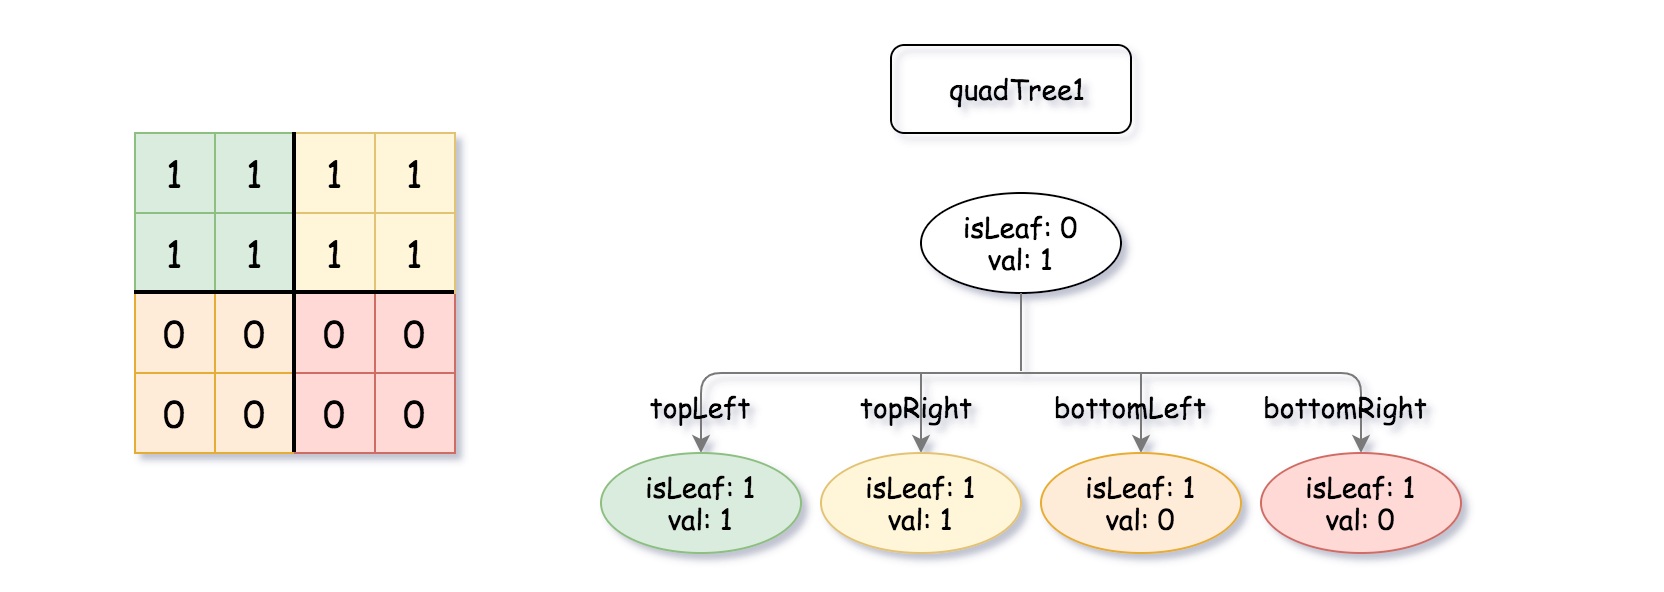 quadTree1
1 1 1 1
1 1 1 1
0 0 0 0
0 0 0 0
isLeaf: 0
val: 1
topLeft topRight bottomLeft bottomRight
isLeaf: 1
val: 1
isLeaf: 1
val: 1
isLeaf: 1
val: 0
isLeaf: 1
val: 0